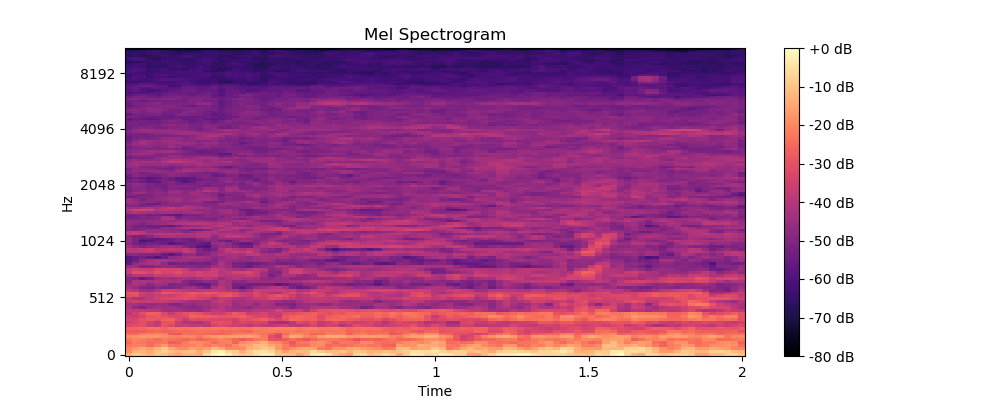 Mel Spectrogram
Hz
8192
4096
2048
1024
512
0
0
0.5
1
1.5
2
Time
+0 dB
-10 dB
-20 dB
-30 dB
-40 dB
-50 dB
-60 dB
-70 dB
-80 dB